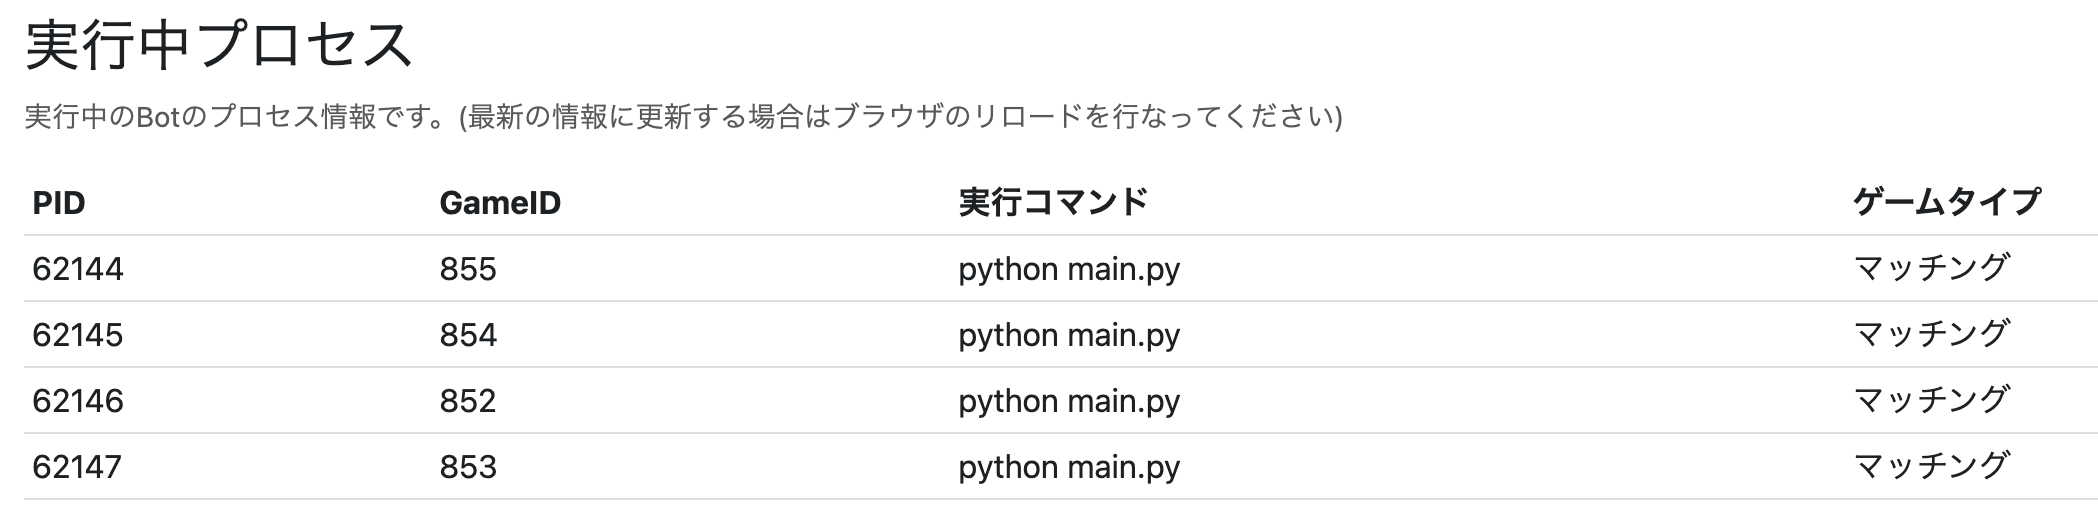 実行中プロセス
実行中のBotのプロセス情報です。(最新の情報に更新する場合はブラウザのリロードを行なってください)
PID GameID 実行コマンド ゲームタイプ
62144 855 python main.py マッチング
62145 854 python main.py マッチング
62146 852 python main.py マッチング
62147 853 python main.py マッチング